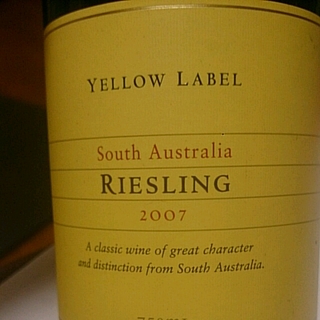 YELLOW LABEL
South Australia
RIESLING
2007
A classic wine of great character
and distinction from South Australia.